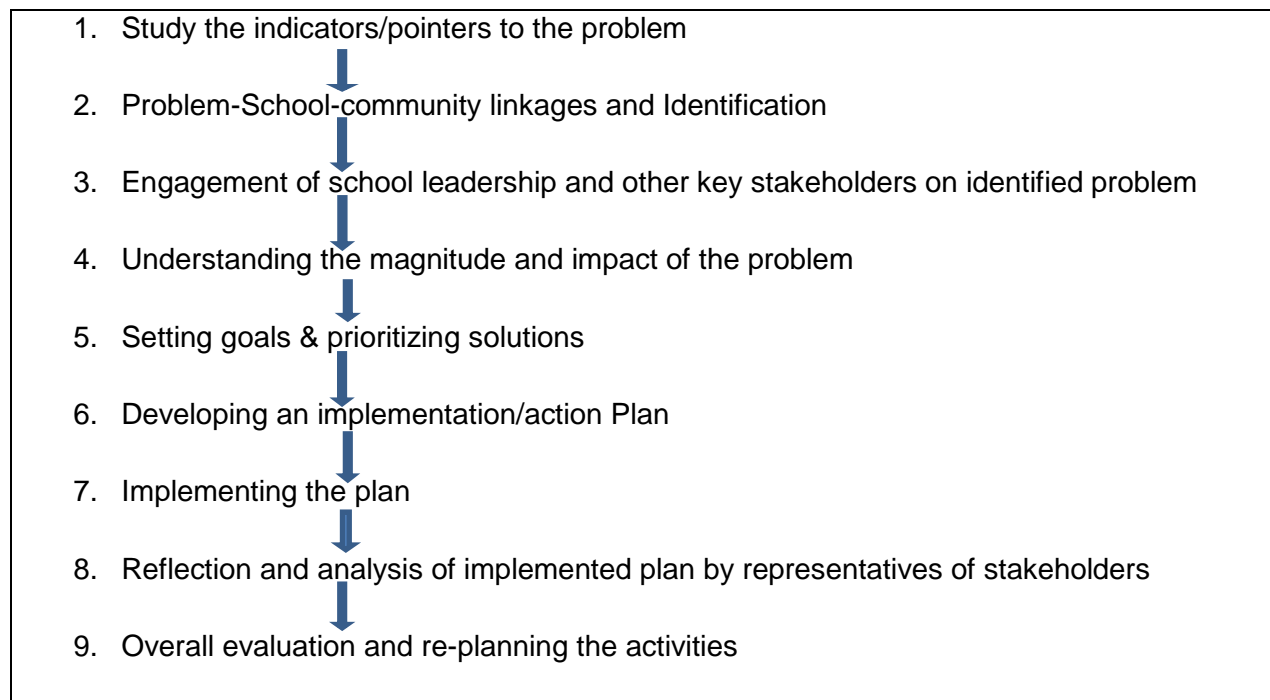 1. Study the indicators/pointers to the problem
2. Problem-School-community linkages and Identification
3. Engagement of school leadership and other key stakeholders on identified problem
4. Understanding the magnitude and impact of the problem
5. Setting goals & prioritizing solutions
6. Developing an implementation/action Plan
7. Implementing the plan
8. Reflection and analysis of implemented plan by representatives of stakeholders
9. Overall evaluation and re-planning the activities